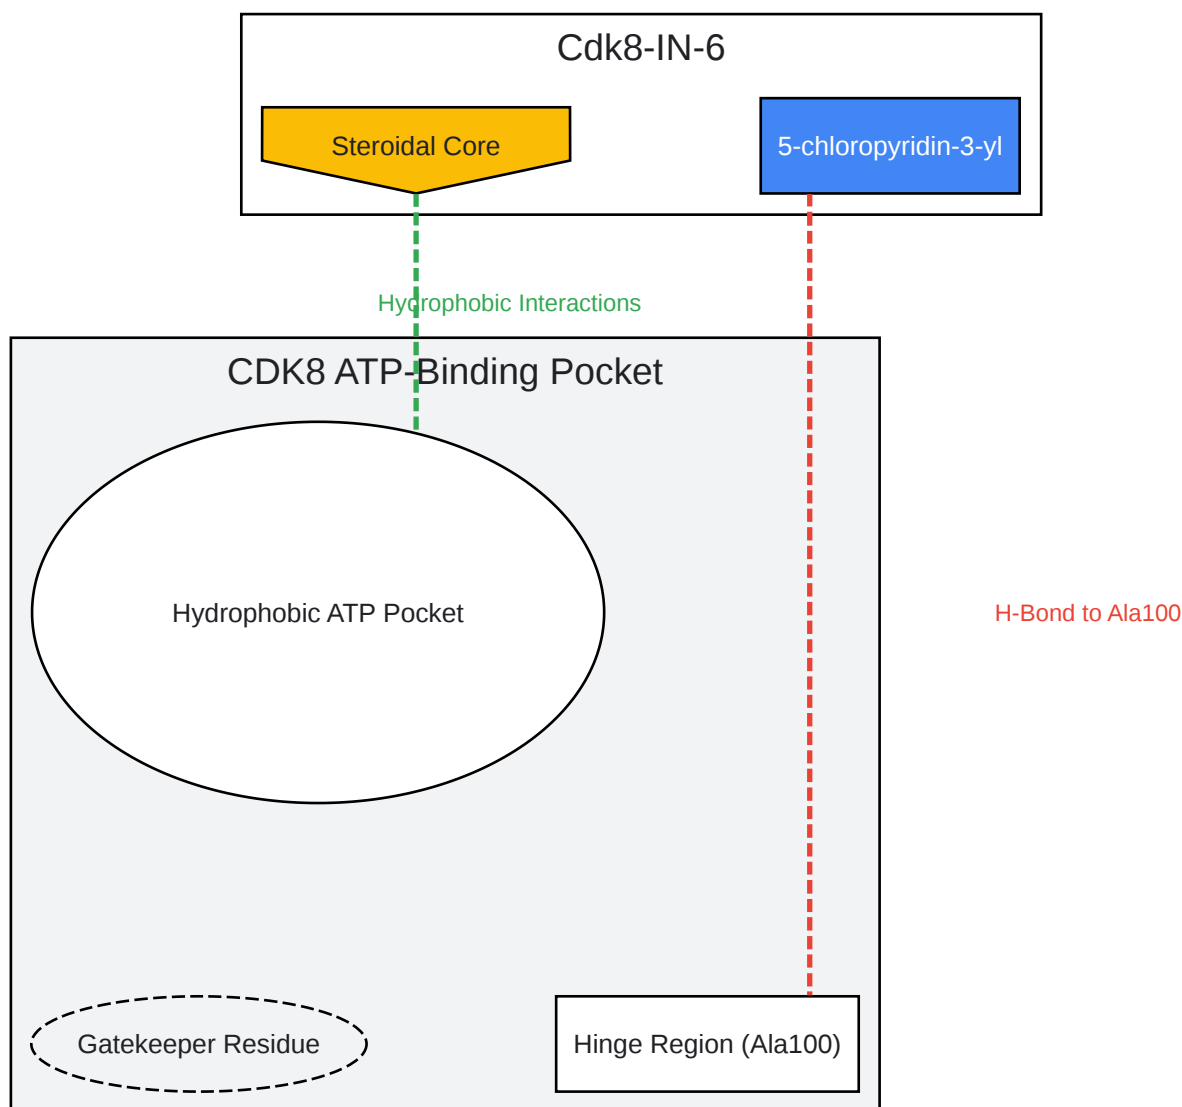 Cdk8-IN-6
Steroidal Core
5-chloropyridin-3-yl
Hydrophobic Interactions
CDK8 ATP-Binding Pocket
Hydrophobic ATP Pocket
H-Bond to Ala100
Gatekeeper Residue
Hinge Region (Ala100)